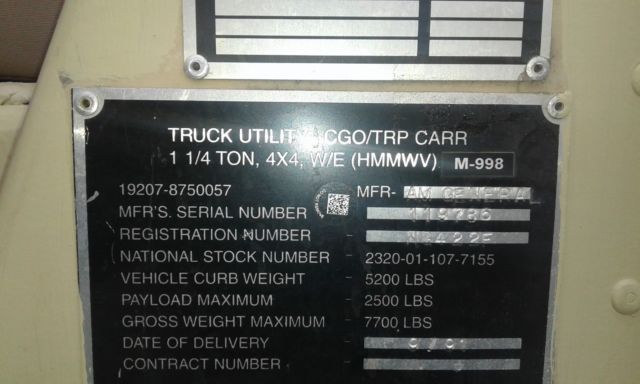 TRUCK UTILITY: CGO/TRP CARR
1 1/4 TON, 4X4, W/E (HMMWV) M-998
19207-8750057 MFR- AM GENERAL
MFR'S. SERIAL NUMBER
REGISTRATION NUMBER
NATIONAL STOCK NUMBER - 2320-01-107-7155
VEHICLE CURB WEIGHT - 5200 LBS
PAYLOAD MAXIMUM - 2500 LBS
GROSS WEIGHT MAXIMUM - 7700 LBS
DATE OF DELIVERY - 9/91
CONTRACT NUMBER -